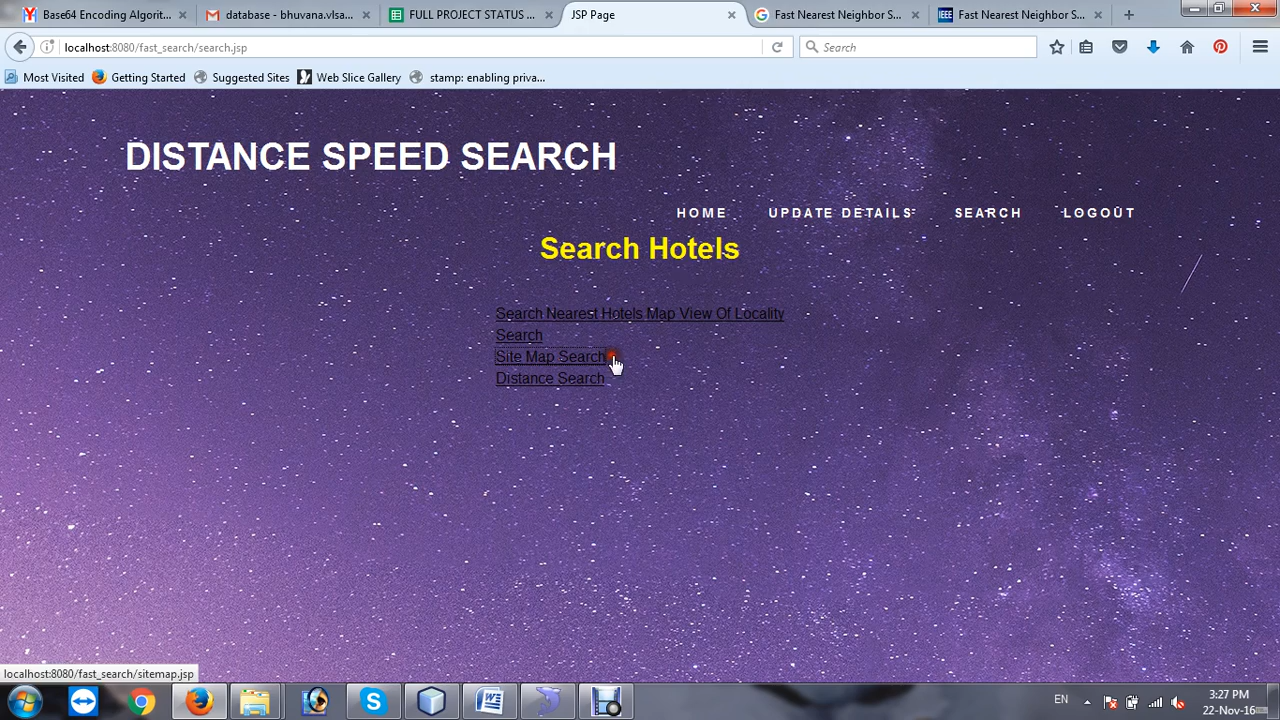 Base64 Encoding Algorit...
database - bhuvana.vlsa...
FULL PROJECT STATUS ...
JSP Page
Fast Nearest Neighbor S...
Fast Nearest Neighbor S...
localhost:8080/fast_search/search.jsp
Search
Most Visited
Getting Started
Suggested Sites
Web Slice Gallery
stamp: enabling priva...
DISTANCE SPEED SEARCH
HOME UPDATE DETAILS SEARCH LOGOUT
Search Hotels
Search Nearest Hotels Map View Of Locality
Search
Site Map Search
Distance Search
localhost:8080/fast_search/sitemap.jsp
EN
3:27 PM
22-Nov-16